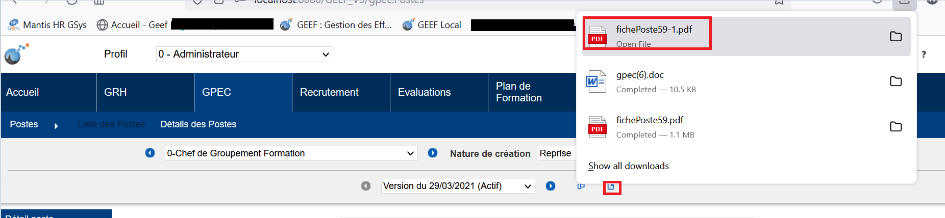 localhost:8080/GEEF_V3/gpec.Postes
Mantis HR GSys Accueil - Geef GEEF : Gestion des Eff... GEEF Local
Profil 0 - Administrateur
Accueil GRH GPEC Recrutement Evaluations Plan de Formation
Postes Liste des Postes Détails des Postes
0-Chef de Groupement Formation Nature de création Reprise
Version du 29/03/2021 (Actif)
fichePoste59-1.pdf
Open File
gpec(6).doc
Completed — 10.5 KB
fichePoste59.pdf
Completed — 1.1 MB
Show all downloads
PDF
W
PDF
?
Détail poste